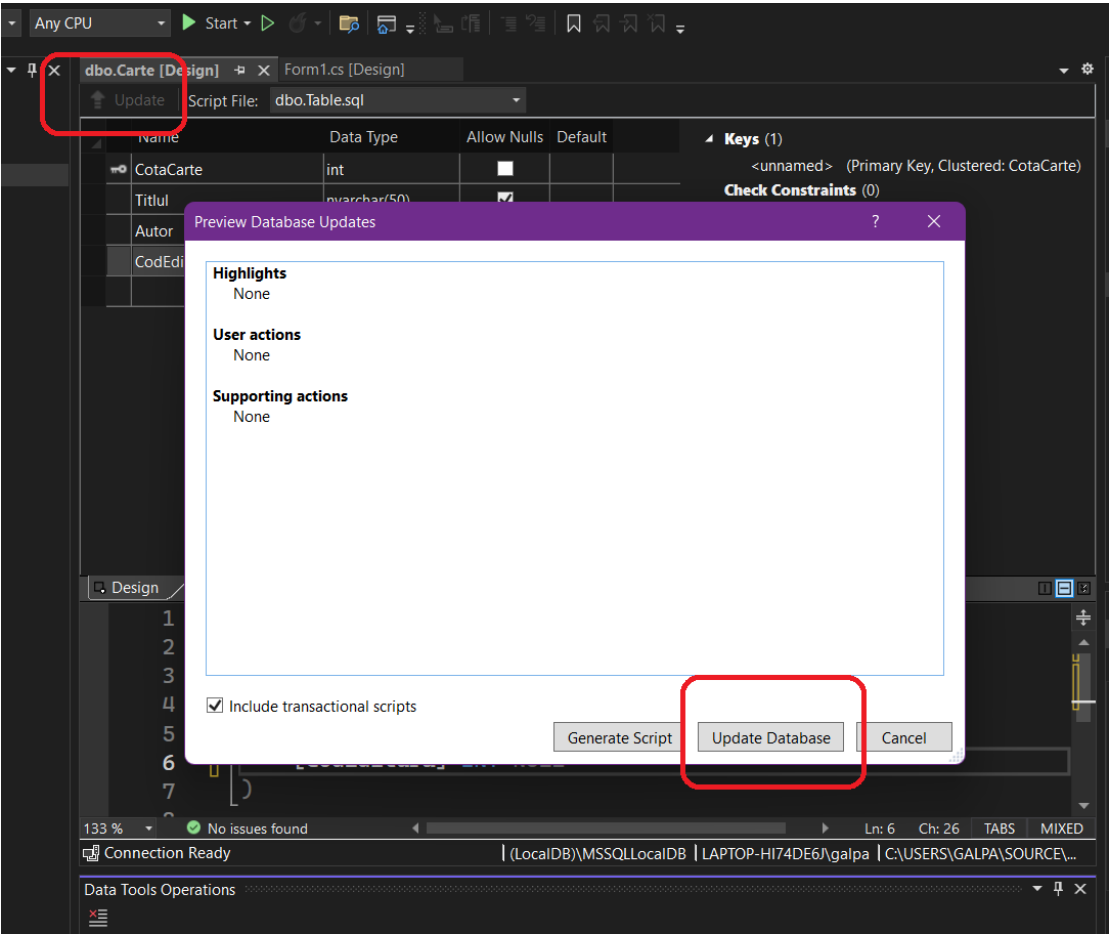 Any CPU Start
dbo.Carte [Design] Form1.cs [Design]
Update Script File: dbo.Table.sql
Name Data Type Allow Nulls Default
CotaCarte int
Titlul nvarchar(50)
Autor
CodEdi
Keys (1)
<unnamed> (Primary Key, Clustered: CotaCarte)
Check Constraints (0)
Preview Database Updates ?
Highlights
None
User actions
None
Supporting actions
None
Include transactional scripts
Generate Script Update Database Cancel
Design
1
2
3
4
5
6
7
133 % No issues found Ln: 6 Ch: 26 TABS MIXED
Connection Ready (LocalDB)\MSSQLLocalDB LAPTOP-HI74DE6J\galpa C:\USERS\GALPA\SOURCE\...
Data Tools Operations